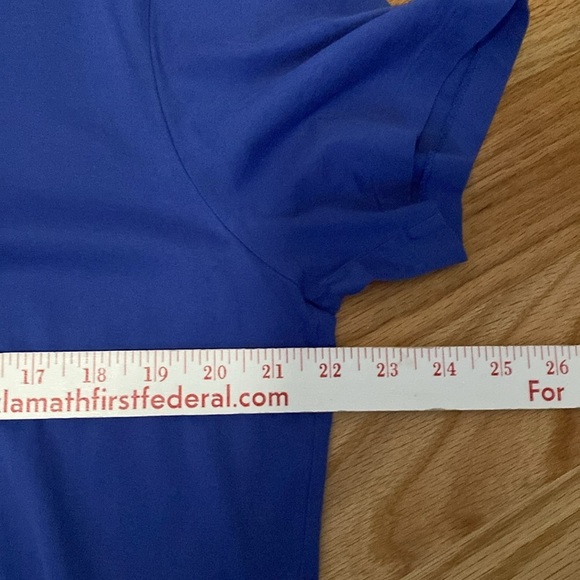 17 18 19 20 21 22 23 24 25 26
lamathfirstfederal.com For